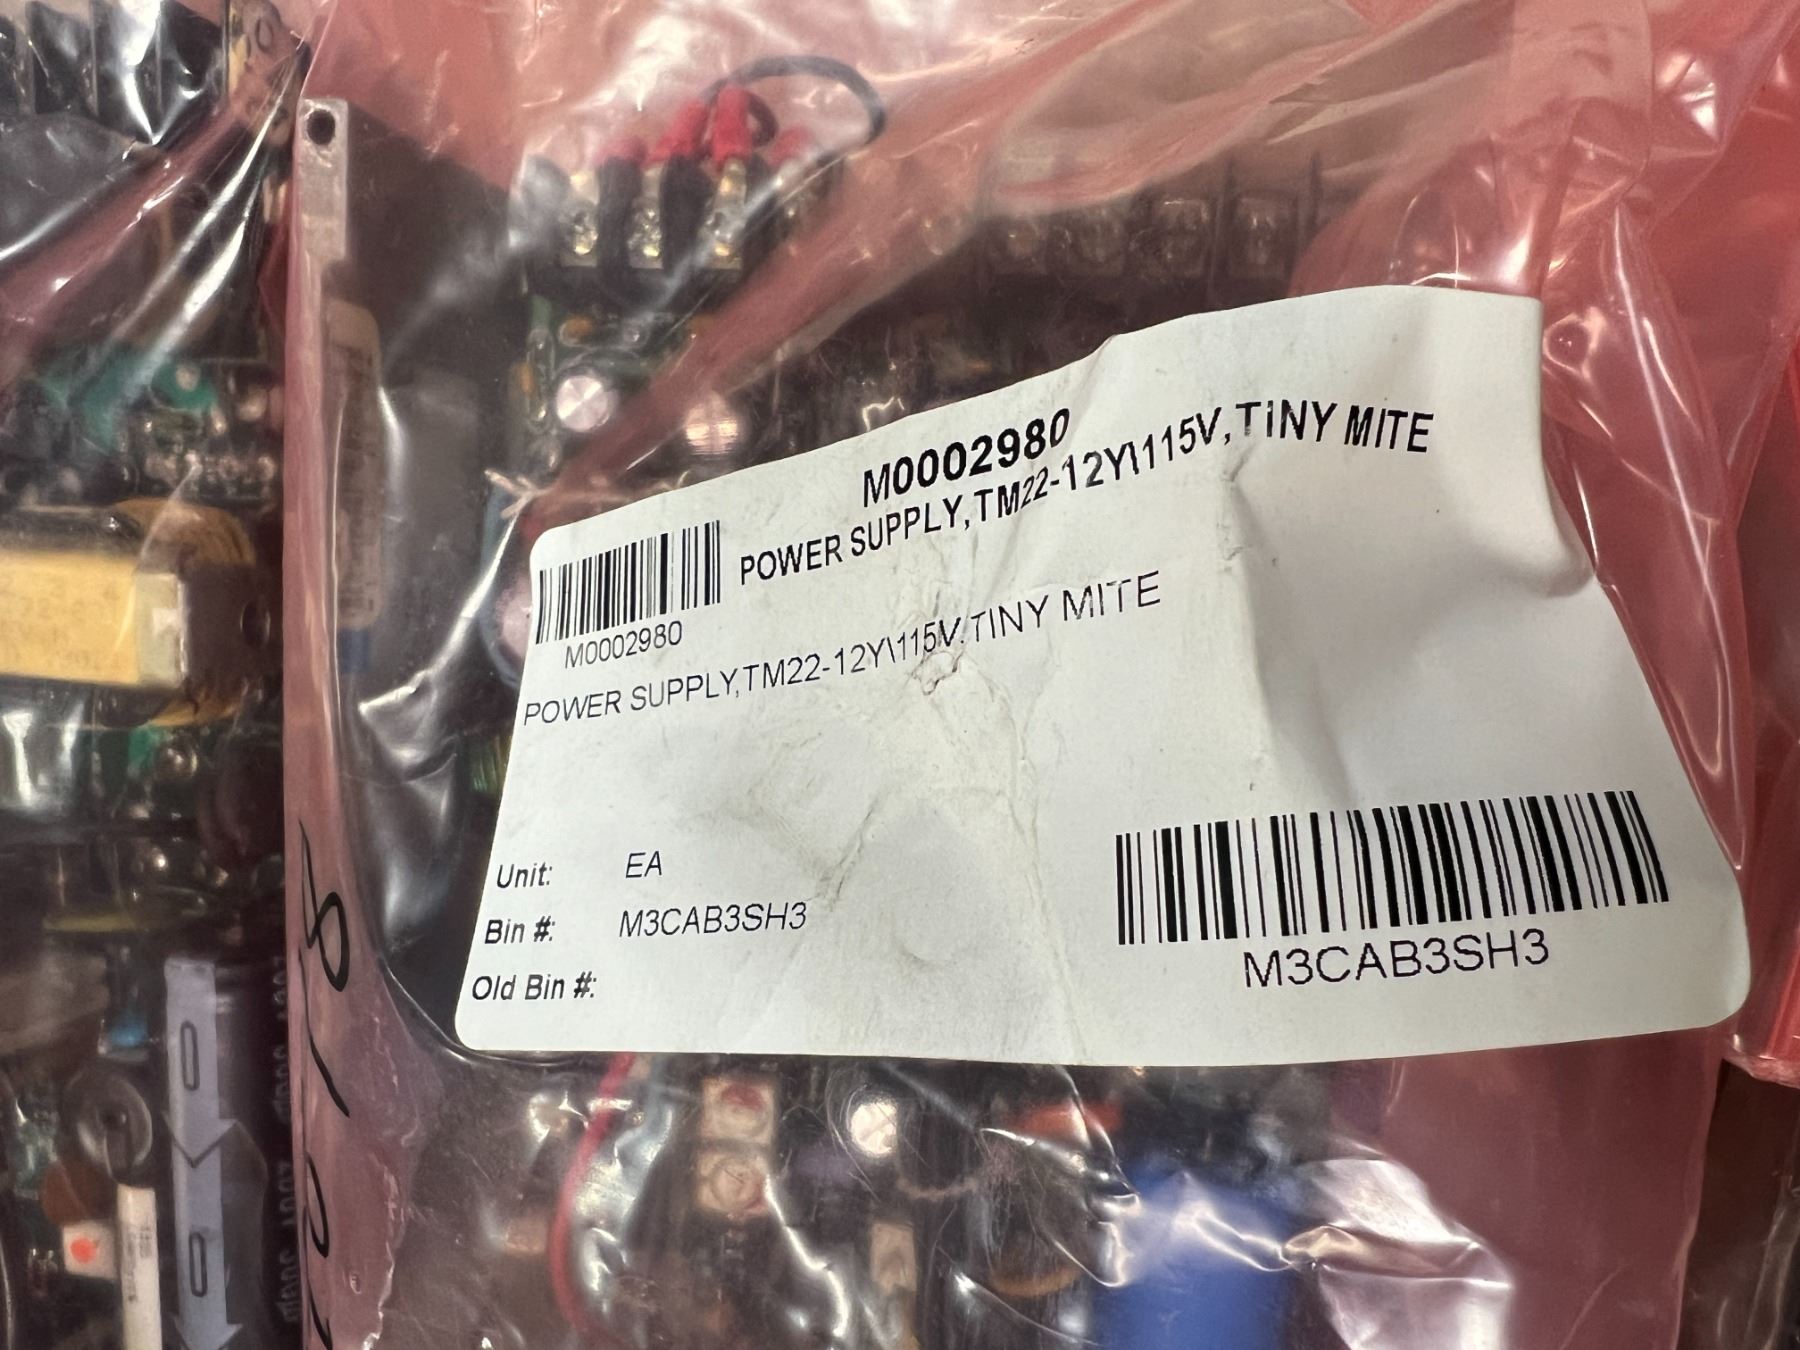 M0002980
POWER SUPPLY,TM22-12Y\115V,TINY MITE
M0002980
POWER SUPPLY,TM22-12Y\115V,TINY MITE
Unit: EA
Bin #: M3CAB3SH3
Old Bin #:
M3CAB3SH3